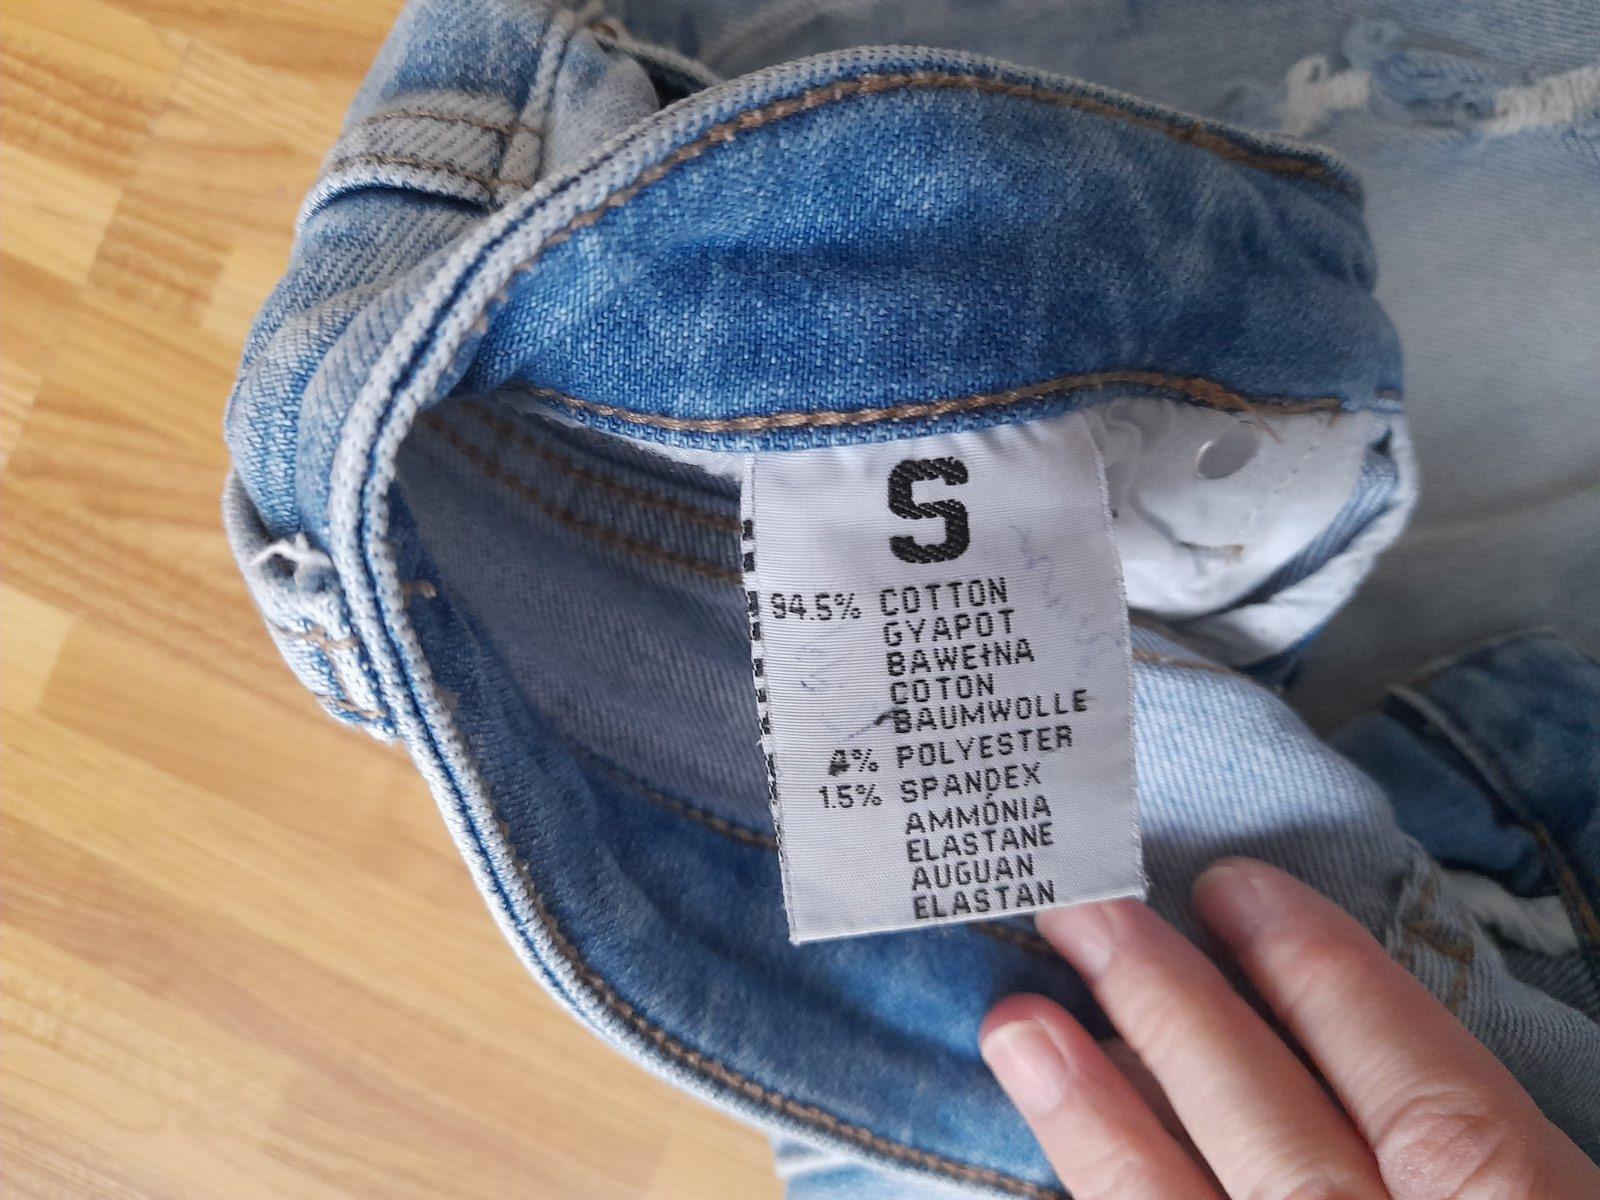 S
94.5% COTTON
GYAPOT
BAWEŁNA
COTON
BAUMWOLLE
4% POLYESTER
1.5% SPANDEX
AMMÓNIA
ELASTANE
AUGUAN
ELASTAN